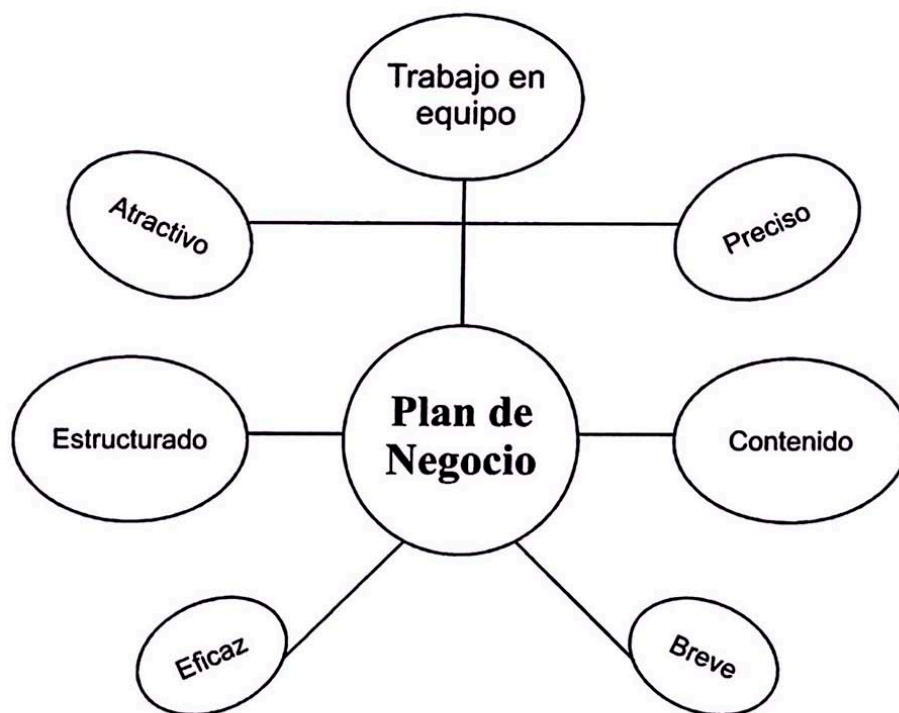 Trabajo en
equipo
Atractivo
Preciso
Estructurado
Plan de
Negocio
Contenido
Eficaz
Breve